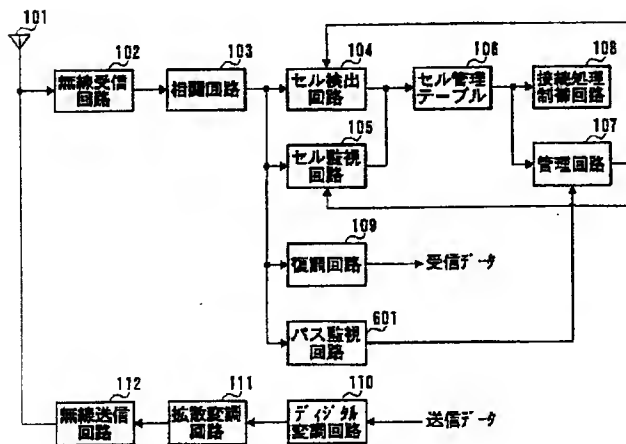 101
102
無線受信
回路
103
相関回路
104
セル検出
回路
106
セル管理
テーブル
108
接続処理
制御回路
105
セル監視
回路
107
管理回路
109
復調回路
受信データ
601
パス監視
回路
112
無線送信
回路
111
拡散変調
回路
110
ディジタル
変調回路
送信データ